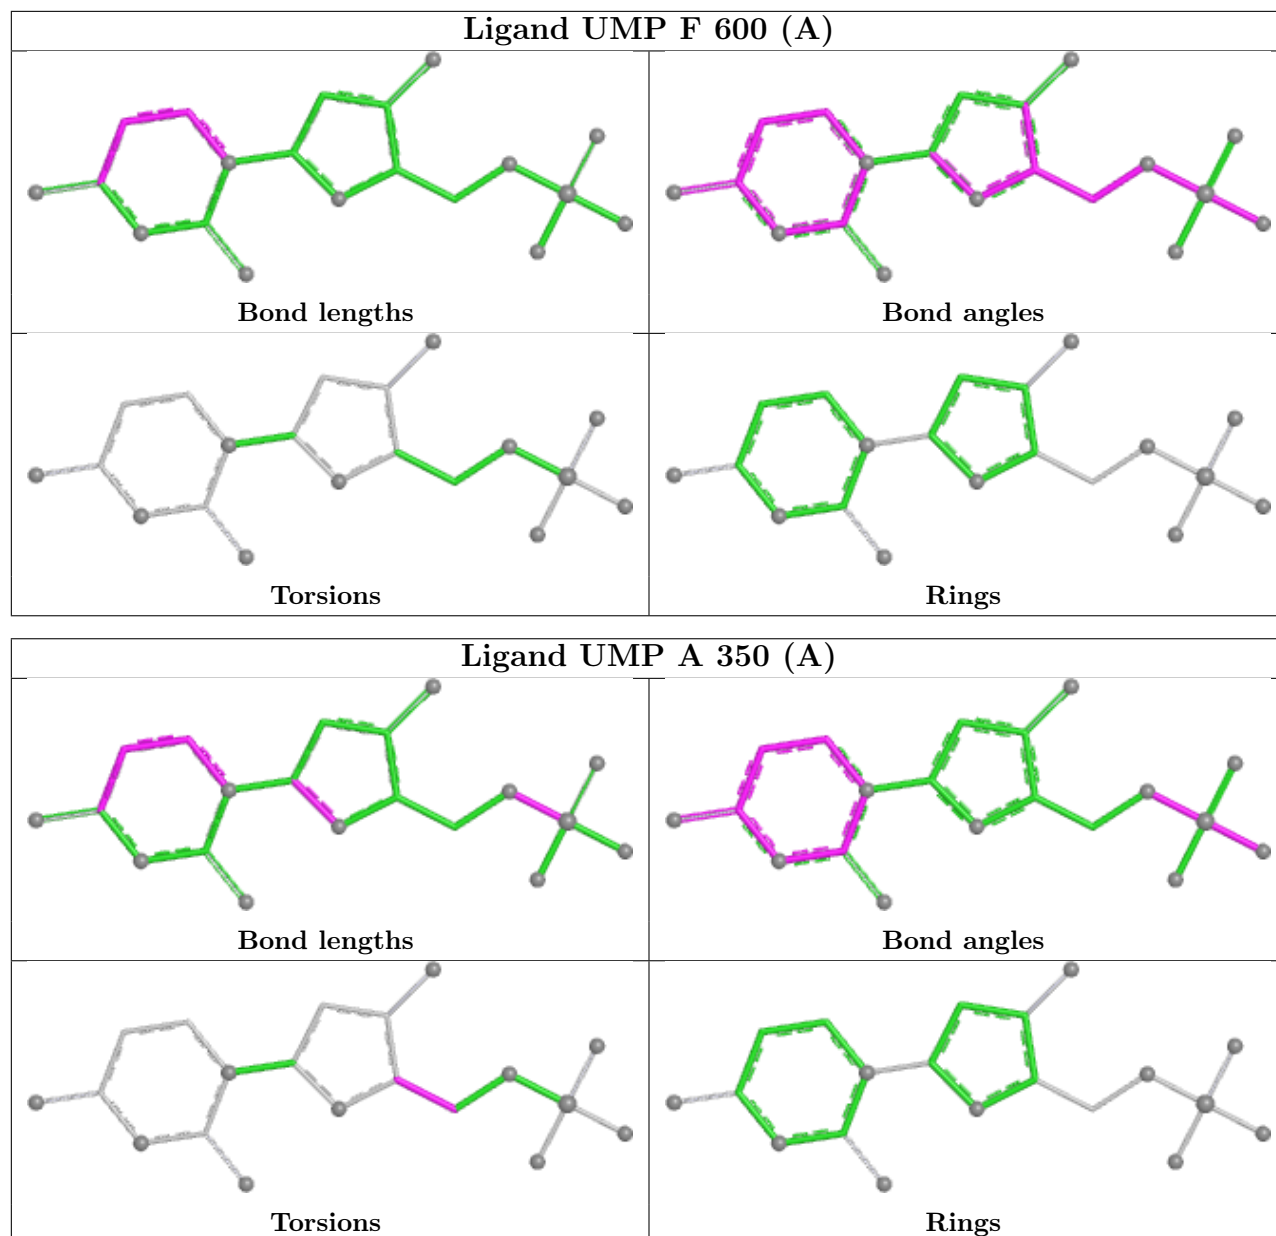 Ligand UMP F 600 (A)
Bond lengths
Bond angles
Torsions
Rings
Ligand UMP A 350 (A)
Bond lengths
Bond angles
Torsions
Rings